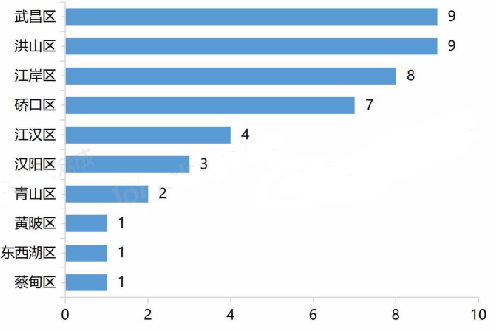 武昌区 9
洪山区 9
江岸区 8
硚口区 7
江汉区 4
汉阳区 3
青山区 2
黄陂区 1
东西湖区 1
蔡甸区 1
0 2 4 6 8 10